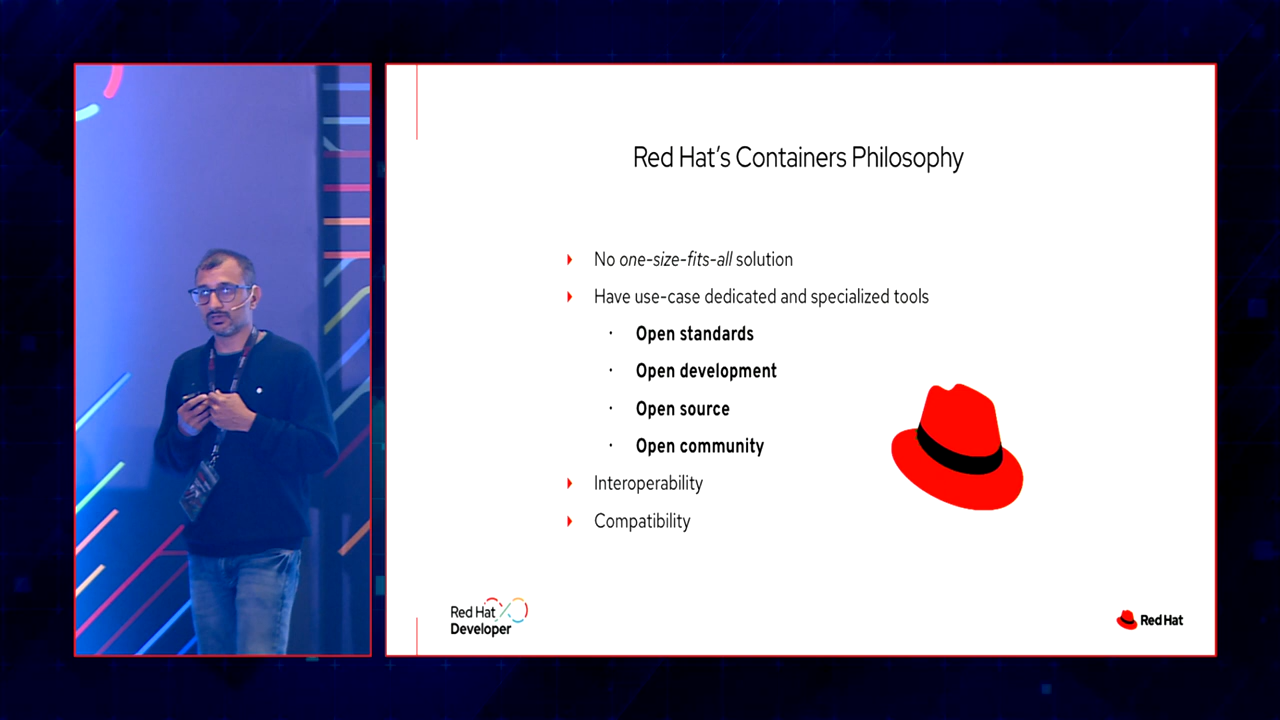 Red Hat's Containers Philosophy
No one-size-fits-all solution
Have use-case dedicated and specialized tools
Open standards
Open development
Open source
Open community
Interoperability
Compatibility
Red Hat
Developer
Red Hat